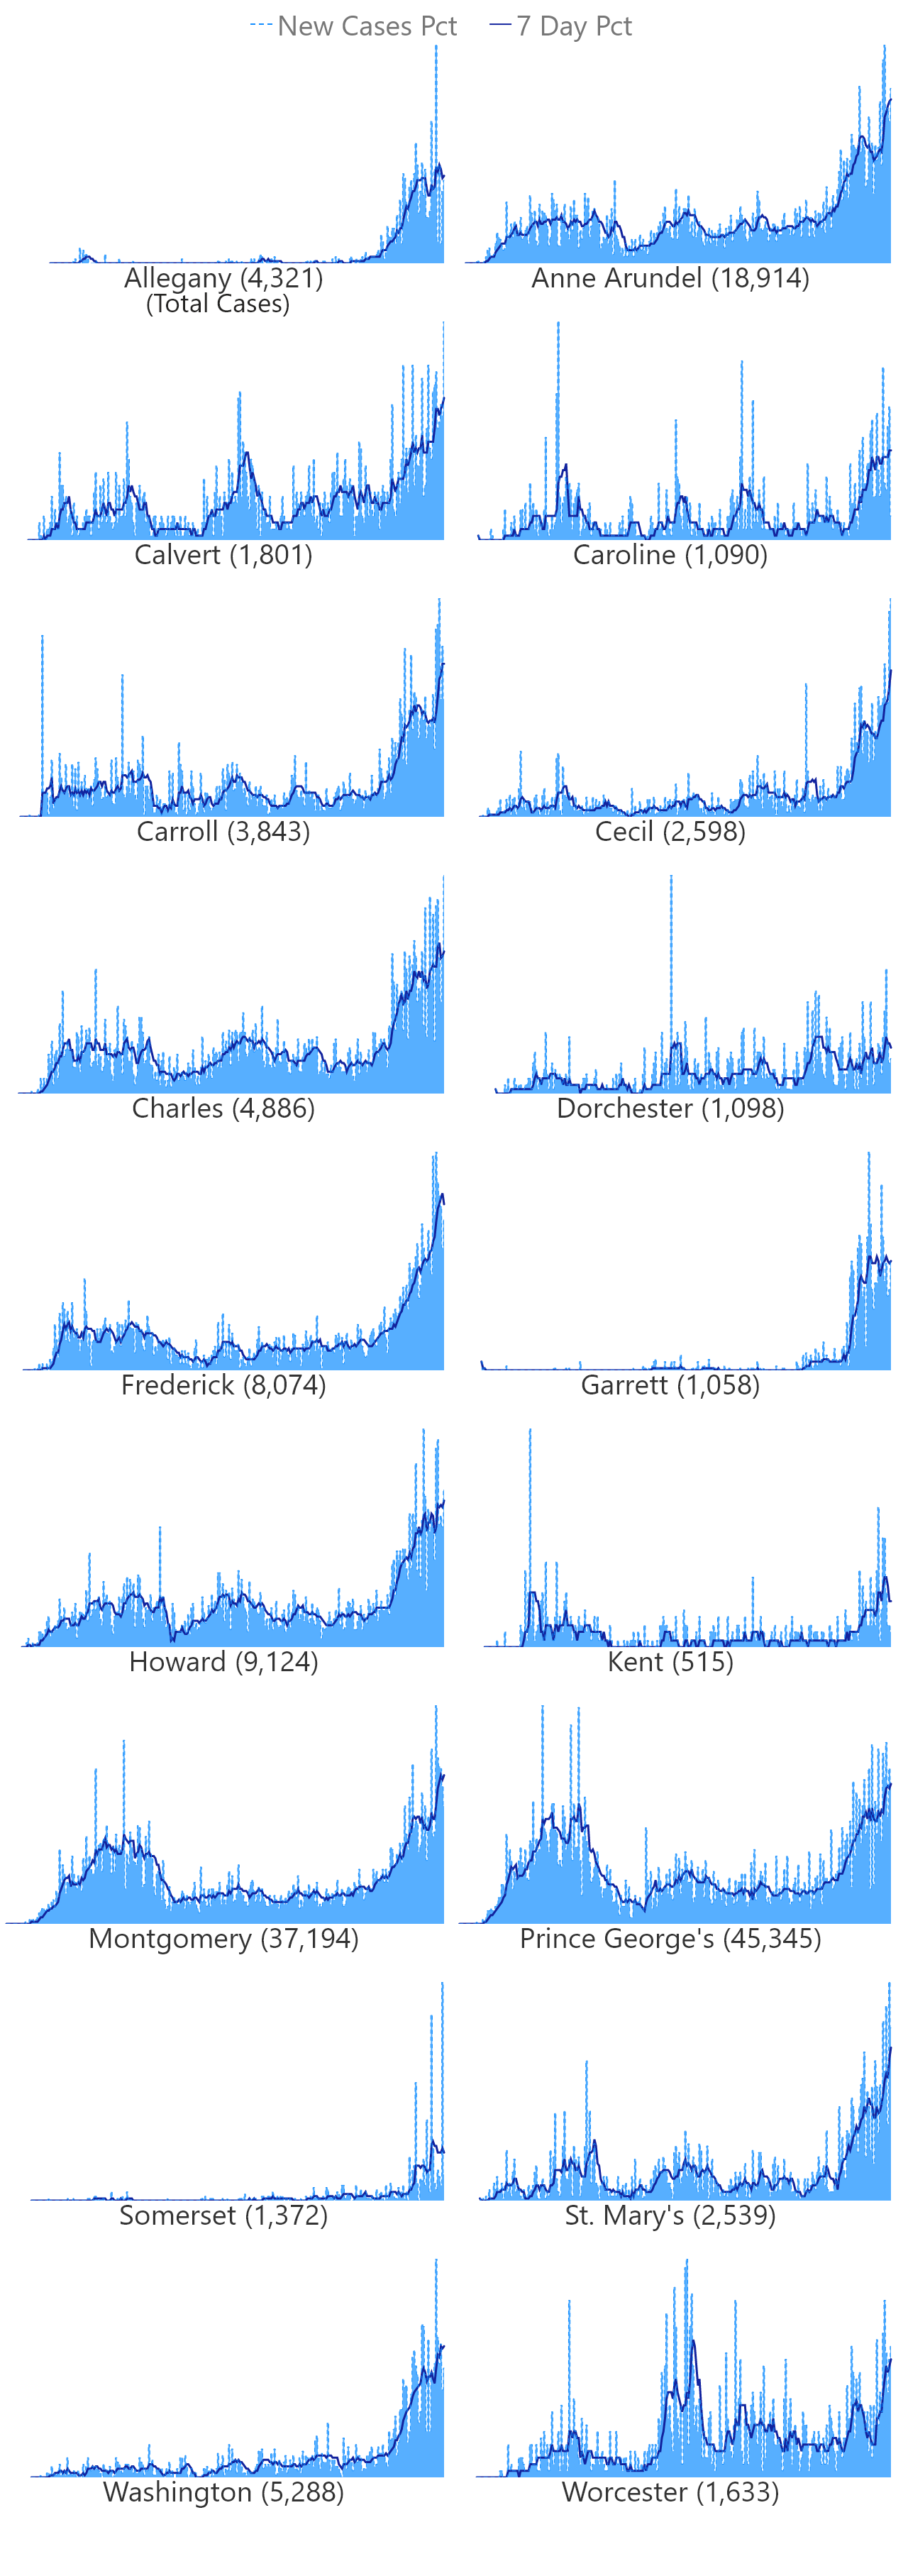 New Cases Pct 7 Day Pct
Allegany (4,321) Anne Arundel (18,914)
(Total Cases)
Calvert (1,801) Caroline (1,090)
Carroll (3,843) Cecil (2,598)
Charles (4,886) Dorchester (1,098)
Frederick (8,074) Garrett (1,058)
Howard (9,124) Kent (515)
Montgomery (37,194) Prince George's (45,345)
Somerset (1,372) St. Mary's (2,539)
Washington (5,288) Worcester (1,633)